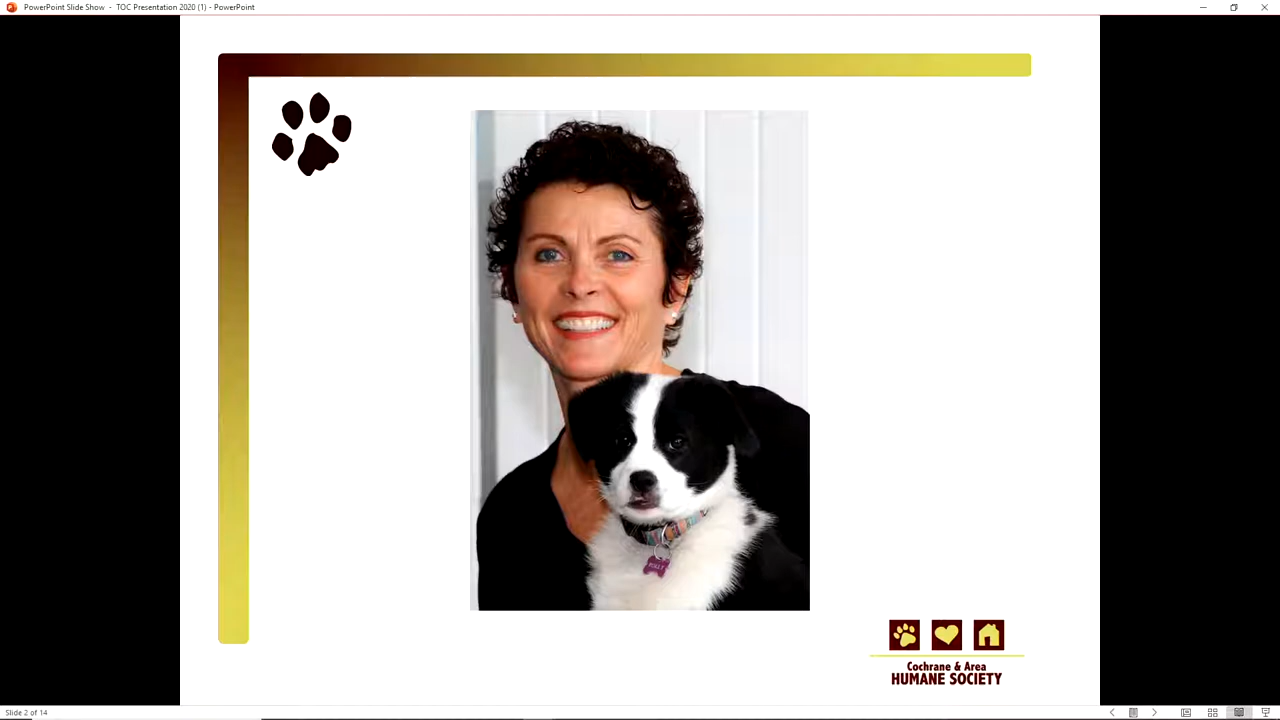 PowerPoint Slide Show - TOC Presentation 2020 (1) - PowerPoint
Cochrane & Area
HUMANE SOCIETY
Slide 2 of 14